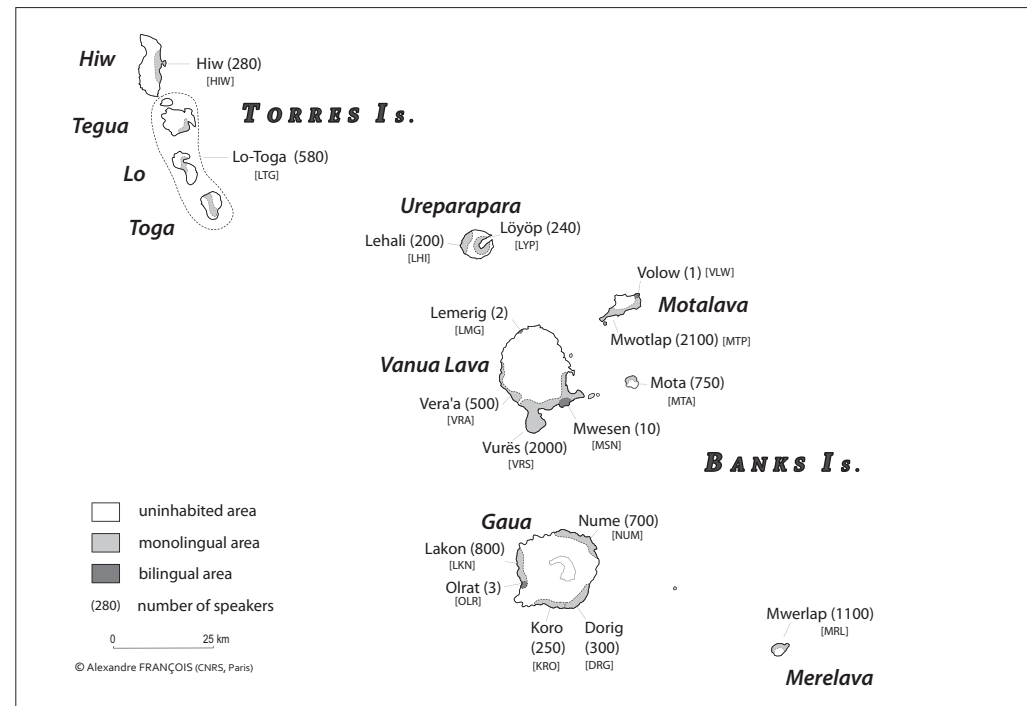 Hiw
Hiw (280)
[HIW]
TORRES IS.
Tegua
Lo
Lo-Toga (580)
[LTG]
Toga
Ureparapara
Löyöp (240)
[LYP]
Lehali (200)
[LHI]
Volow (1) [VLW]
Motalava
Lemerig (2)
[LMG]
Mwotlap (2100) [MTP]
Vanua Lava
Mota (750)
[MTA]
Vera'a (500)
[VRA]
Mwesen (10)
[MSN]
Vurës (2000)
[VRS]
BANKS IS.
uninhabited area
monolingual area
bilingual area
(280) number of speakers
0 25 km
© Alexandre FRANÇOIS (CNRS, Paris)
Gaua
Nume (700)
[NUM]
Lakon (800)
[LKN]
Olrat (3)
[OLR]
Koro
(250)
[KRO]
Dorig
(300)
[DRG]
Mwerlap (1100)
[MRL]
Merelava